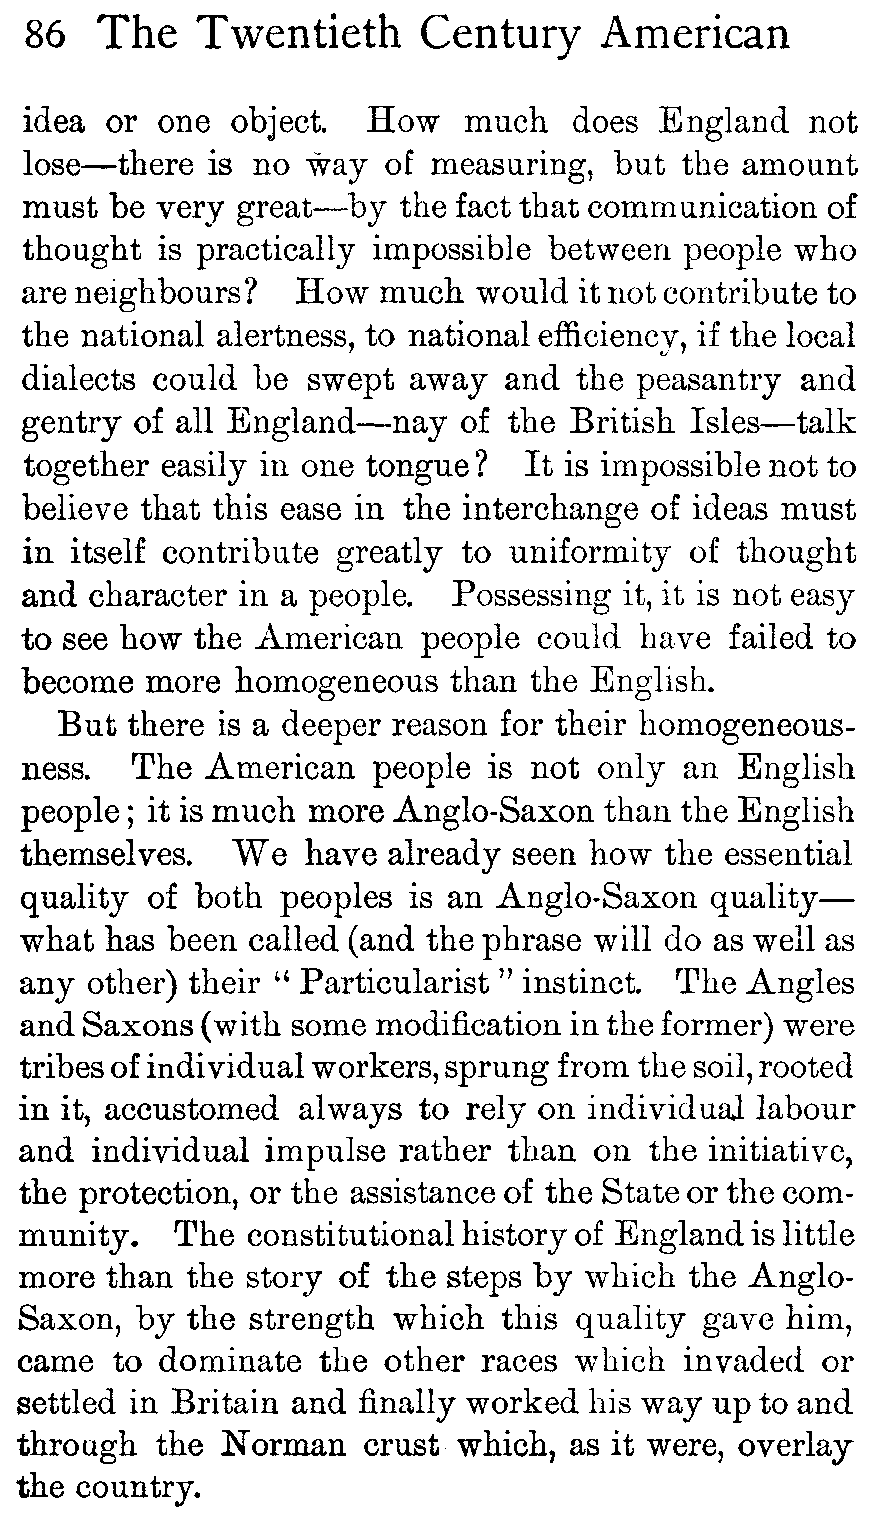 86 The Twentieth Century American
idea or one object. How much does England not
lose—there is no way of measuring, but the amount
must be very great—by the fact that communication of
thought is practically impossible between people who
are neighbours? How much would it not contribute to
the national alertness, to national efficiency, if the local
dialects could be swept away and the peasantry and
gentry of all England—nay of the British Isles—talk
together easily in one tongue? It is impossible not to
believe that this ease in the interchange of ideas must
in itself contribute greatly to uniformity of thought
and character in a people. Possessing it, it is not easy
to see how the American people could have failed to
become more homogeneous than the English.
But there is a deeper reason for their homogeneous-
ness. The American people is not only an English
people; it is much more Anglo-Saxon than the English
themselves. We have already seen how the essential
quality of both peoples is an Anglo-Saxon quality—
what has been called (and the phrase will do as well as
any other) their "Particularist" instinct. The Angles
and Saxons (with some modification in the former) were
tribes of individual workers, sprung from the soil, rooted
in it, accustomed always to rely on individual labour
and individual impulse rather than on the initiative,
the protection, or the assistance of the State or the com-
munity. The constitutional history of England is little
more than the story of the steps by which the Anglo-
Saxon, by the strength which this quality gave him,
came to dominate the other races which invaded or
settled in Britain and finally worked his way up to and
through the Norman crust which, as it were, overlay
the country.